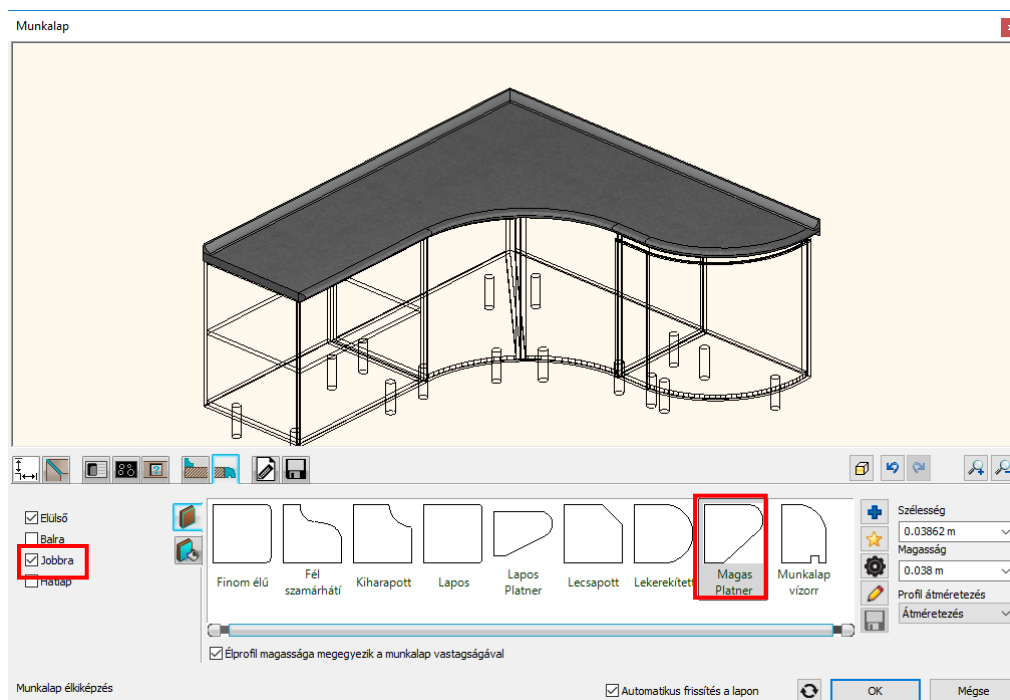 Munkalap
Elülső
Balra
Jobbra
Hátlap
Finom élű
Fél
szamárhátí
Kiharapott
Lapos
Lapos
Platner
Lecsapott
Lekerekített
Magas
Platner
Munkalap
vízorr
Élprofil magassága megegyezik a munkalap vastagságával
Szélesség
0.03862 m
Magasság
0.038 m
Profil átméretezés
Átméretezés
Munkalap élkiképzés
Automatikus frissítés a lapon
OK
Mégse